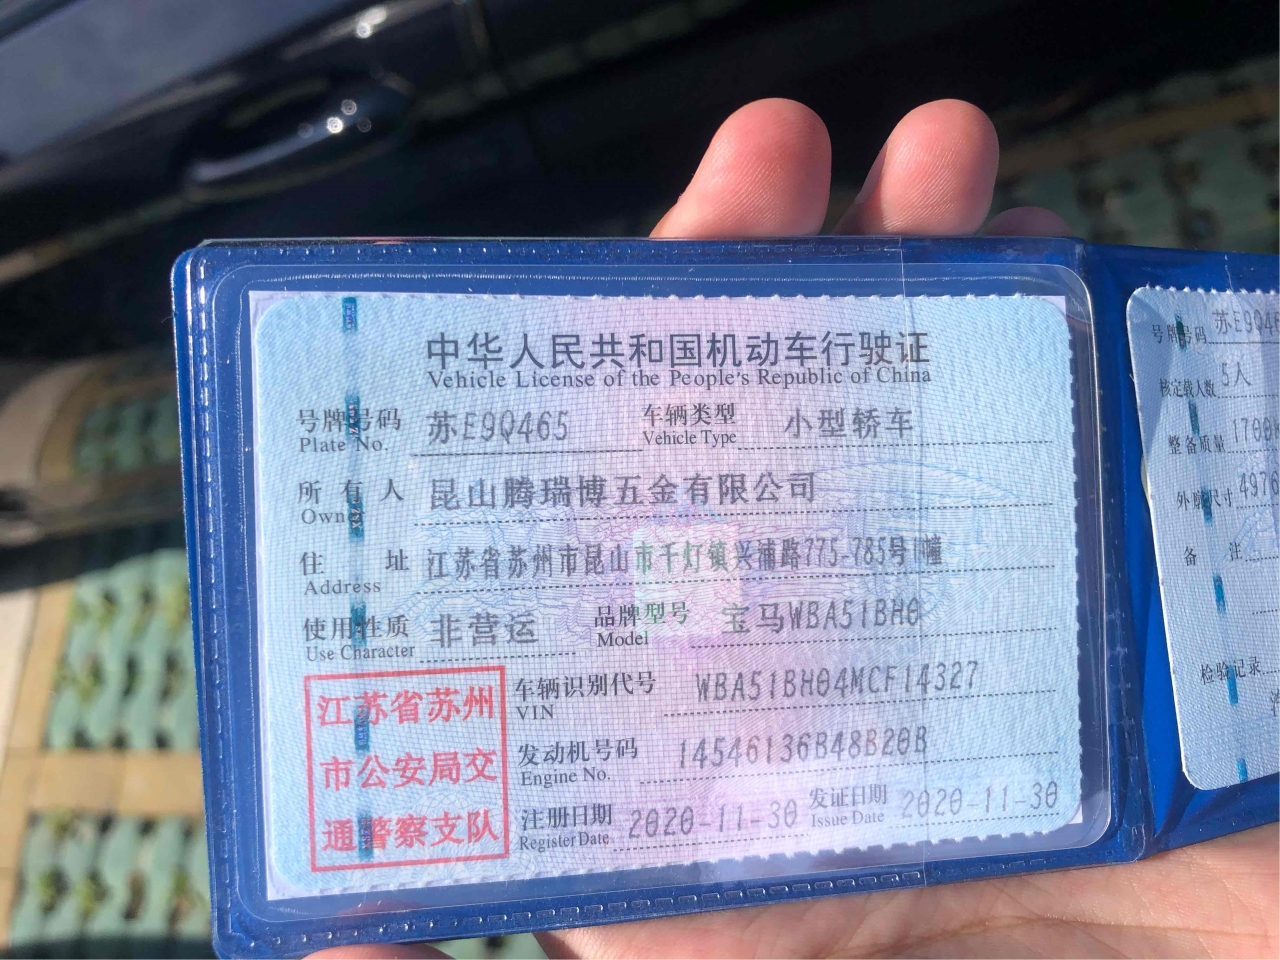 中华人民共和国机动车行驶证
Vehicle License of the People's Republic of China
号牌号码 苏E9Q465 车辆类型 小型轿车
Plate No. Vehicle Type
所有人 昆山腾瑞博五金有限公司
Owner
住址 江苏省苏州市昆山市千灯镇兴浦路775-785号 幢
Address
使用性质 非营运 品牌型号 宝马WBA51BH0
Use Character Model
江苏省苏州
市公安局交
通警察支队
车辆识别代号 WBA51BH04MCF14327
VIN
发动机号码 14546136B48B20B
Engine No.
注册日期 2020-11-30 发证日期 2020-11-30
Register Date Issue Date
号牌号码 苏E9Q4
核定载人数 5人
整备质量 1700
外廓尺寸 4976
备注
检验记录